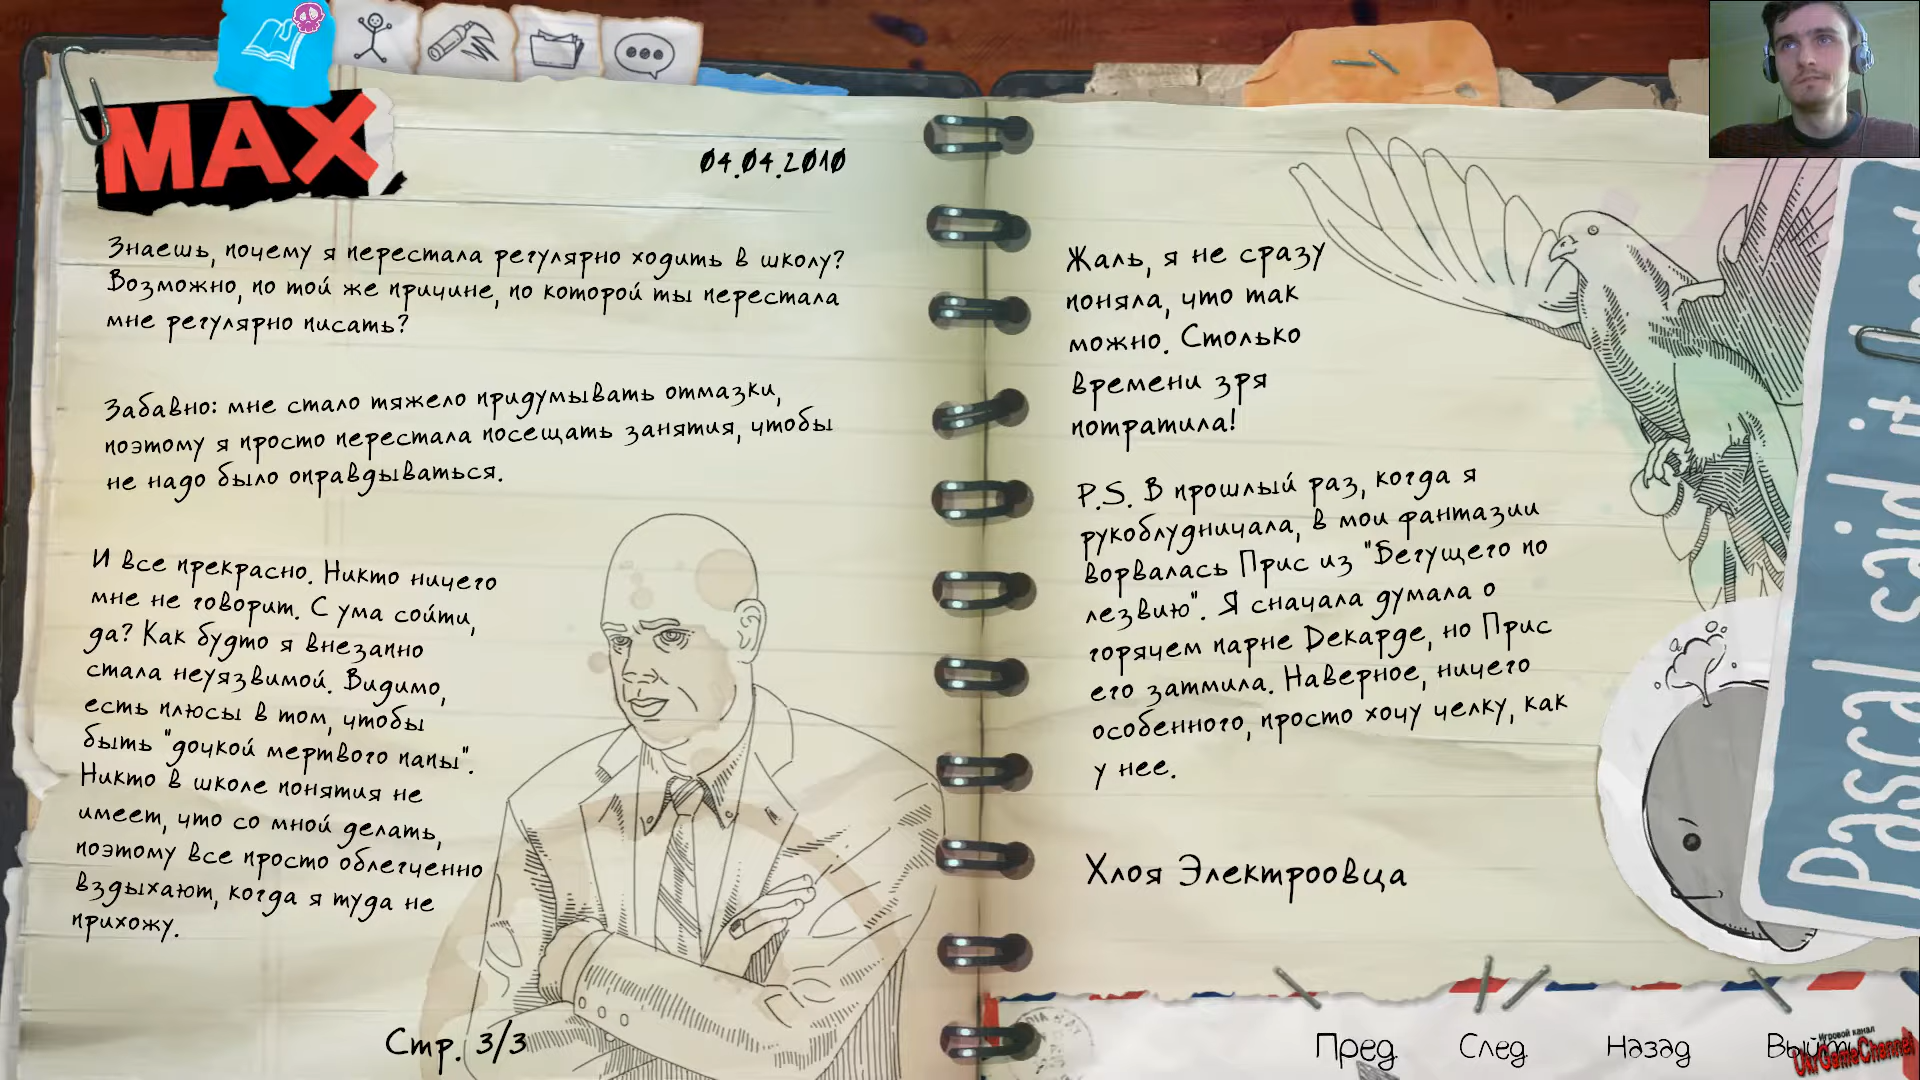 MAX
04.04.2010
Знаешь, почему я перестала регулярно ходить в школу?
Возможно, по той же причине, по которой ты перестала
мне регулярно писать?
Забавно: мне стало тяжело придумывать отмазки,
поэтому я просто перестала посещать занятия, чтобы
не надо было оправдываться.
И все прекрасно. Никто ничего
мне не говорит. С ума сойти,
да? Как будто я внезапно
стала неуязвимой. Видимо,
есть плюсы в том, чтобы
быть "дочкой мертвого папы".
Никто в школе понятия не
имеет, что со мной делать,
поэтому все просто облегченно
вздыхают, когда я туда не
прихожу.
Стр. 3/3
Жаль, я не сразу
поняла, что так
можно. Столько
времени зря
потратила!
P.S. В прошлый раз, когда я
рукоблудничала, в мои фантазии
ворвалась Прис из "Бегущего по
лезвию". Я сначала думала о
горячем парне Декарде, но Прис
его затмила. Наверное, ничего
особенного, просто хочу челку, как
у нее.
Хлоя Электроовца
Pascal said it
Пред След Назад
Игровой канал
UkrGameChannel